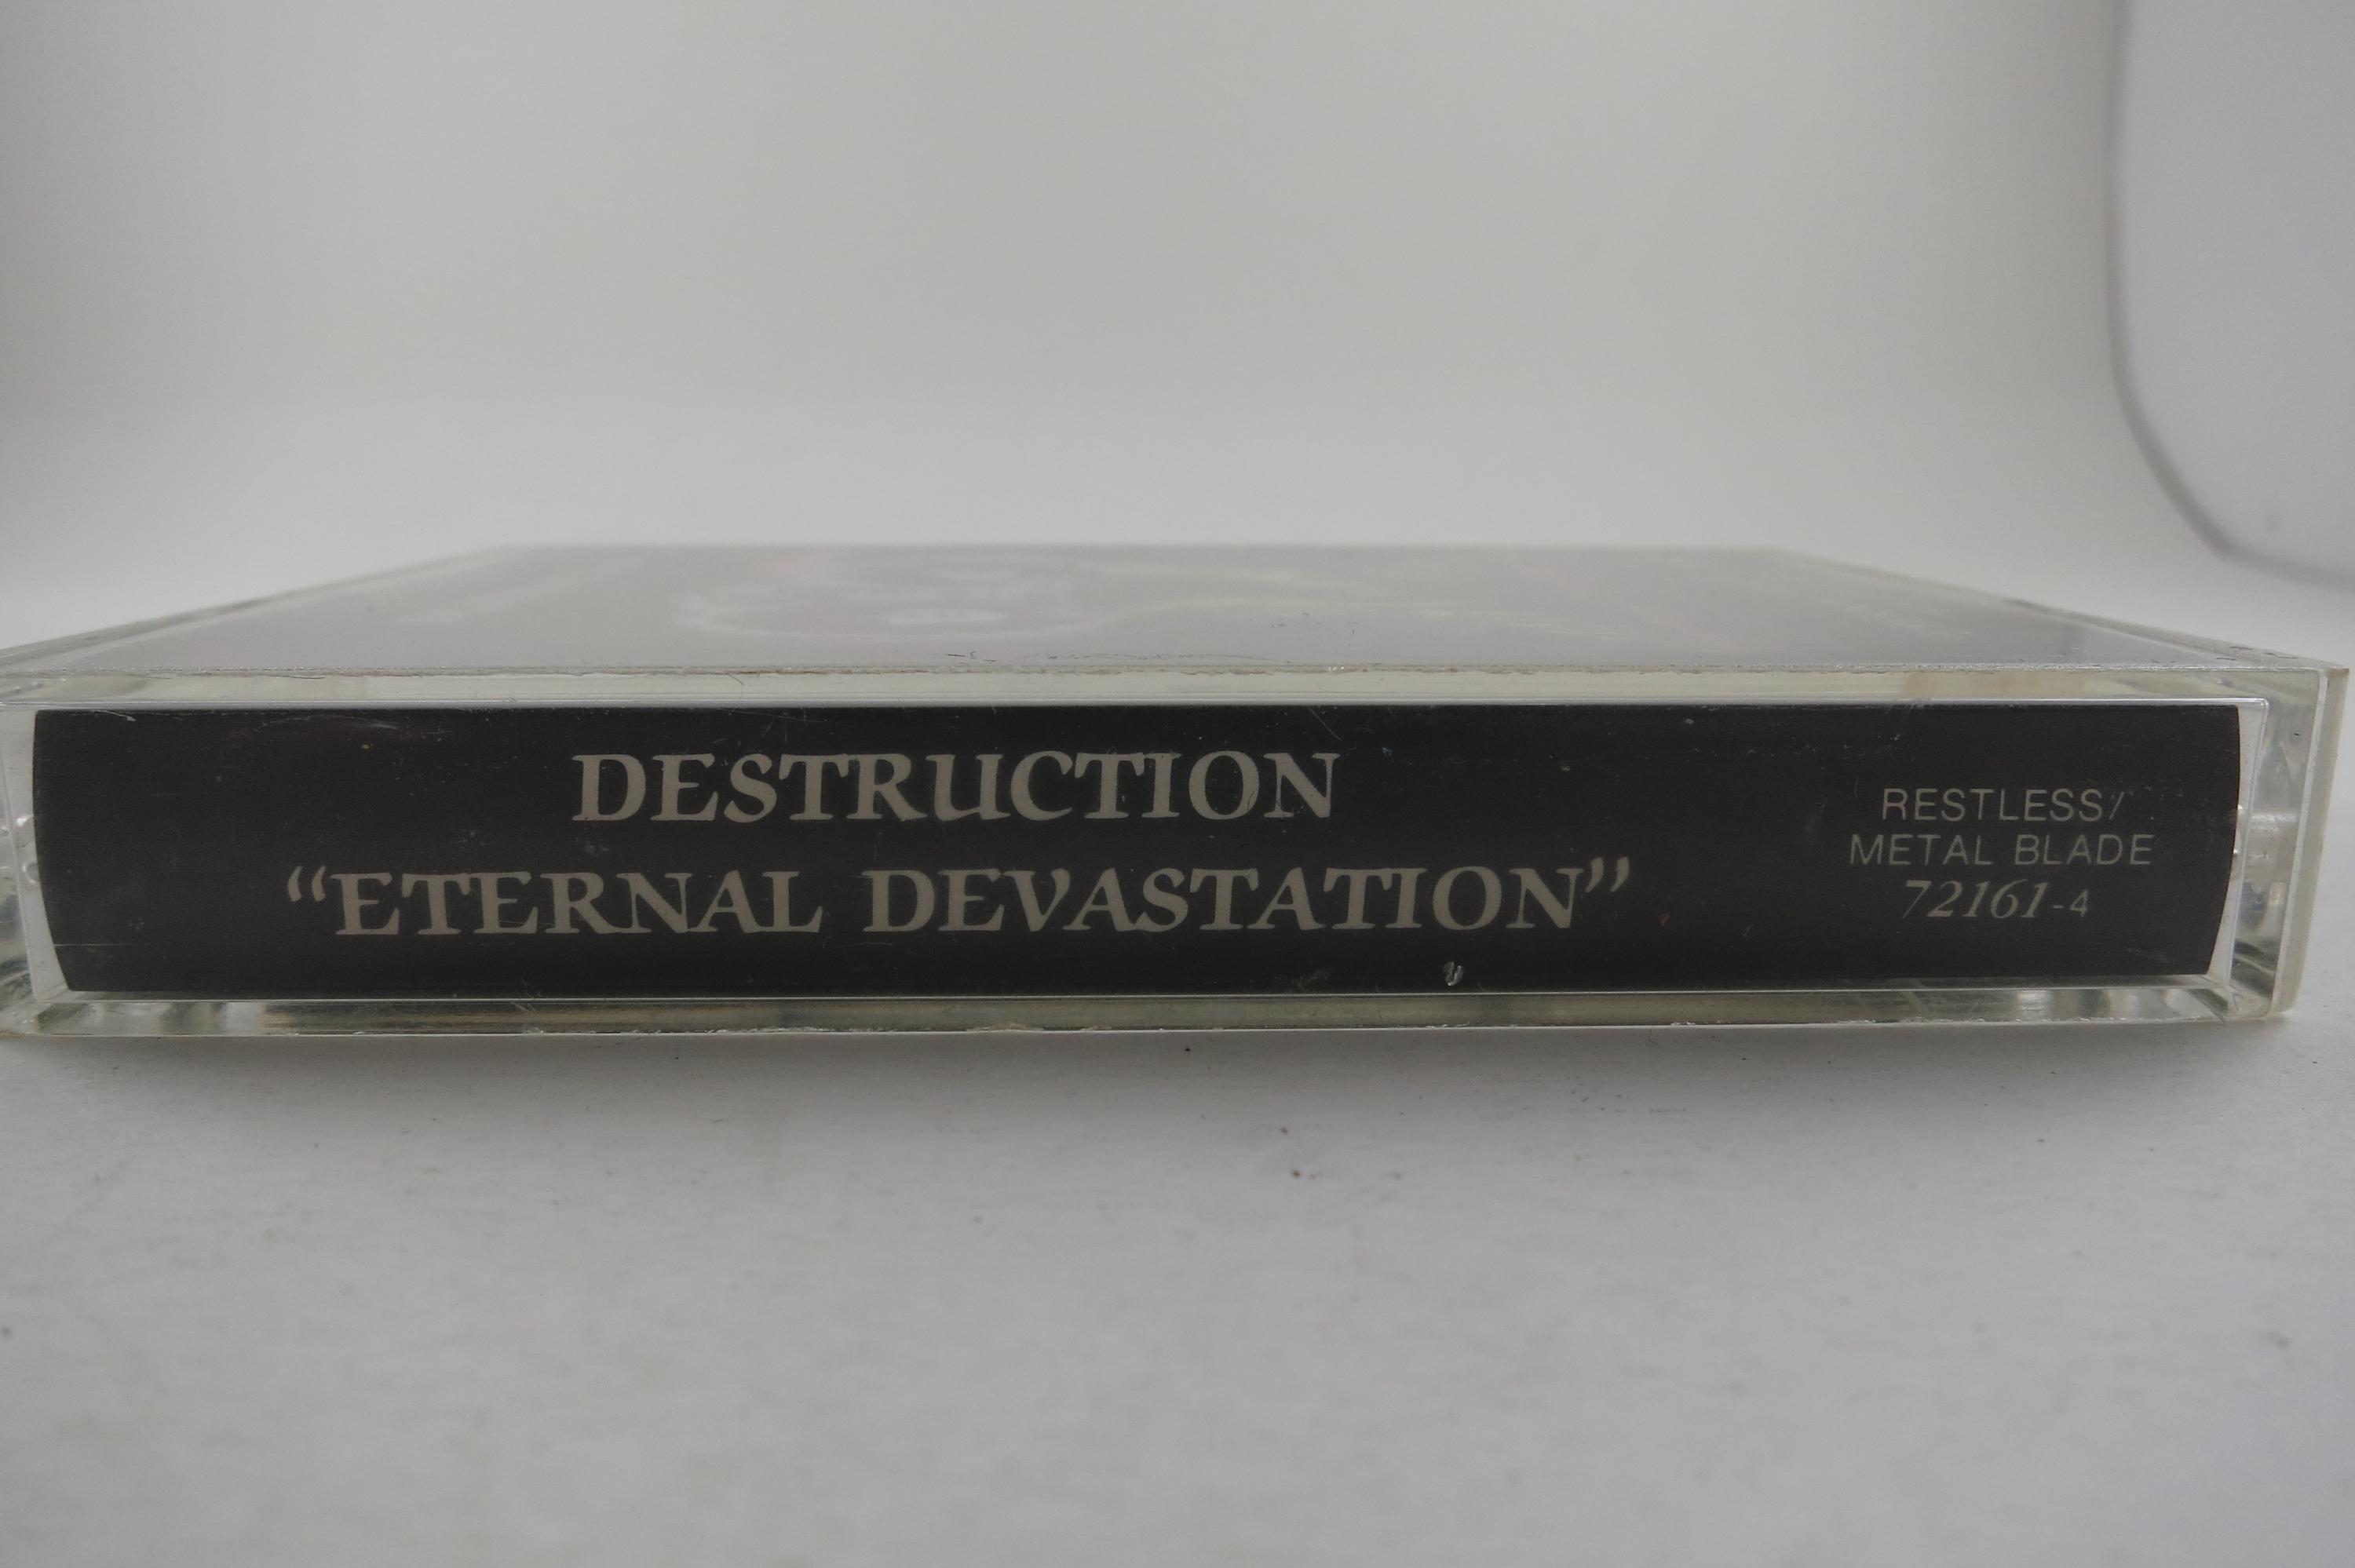 DESTRUCTION
“ETERNAL DEVASTATION”
RESTLESS/
METAL BLADE
72161-4